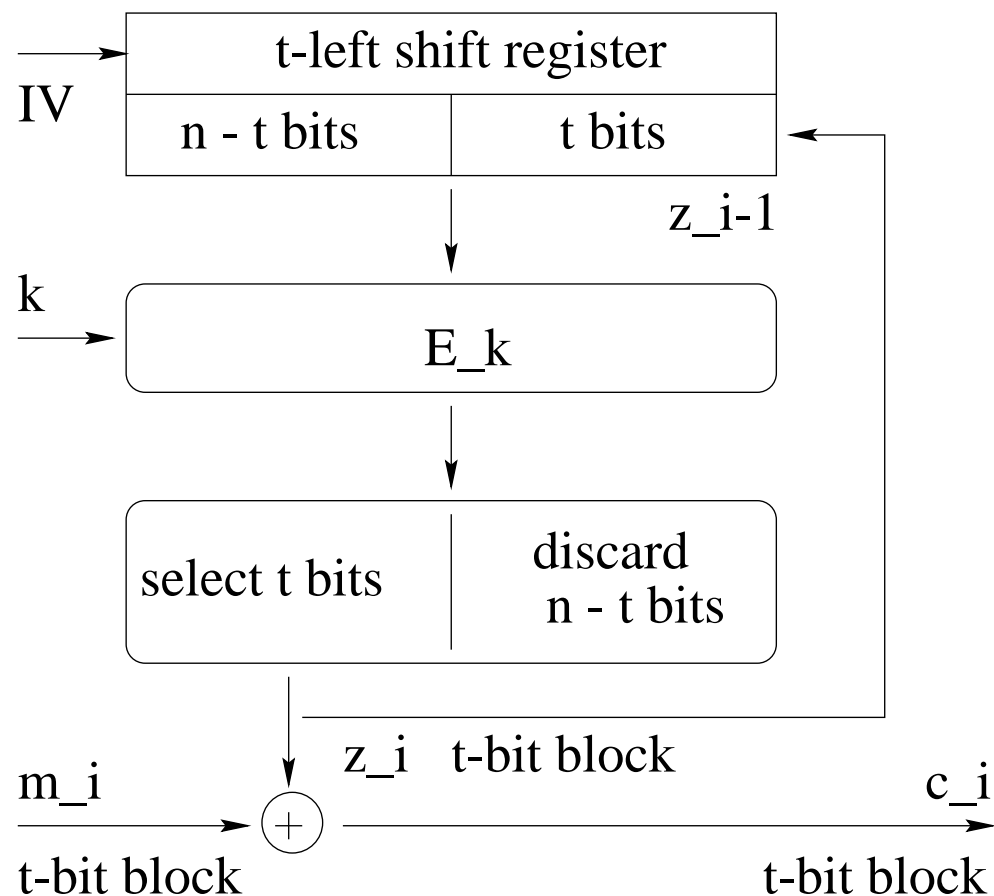 t-left shift register
IV
n - t bits t bits
z_i-1
k
E_k
select t bits
discard
n - t bits
z_i t-bit block
m_i
c_i
+
t-bit block
t-bit block